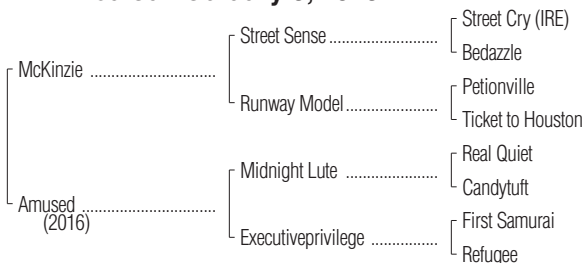 Street Cry (IRE)
Street Sense ........................
Bedazzle
McKinzie ...............................
Petionville
Runway Model.....................
Ticket to Houston
Real Quiet
Midnight Lute .......................
Candytuft
Amused .................................
(2016)
First Samurai
Executiveprivilege ...............
Refugee